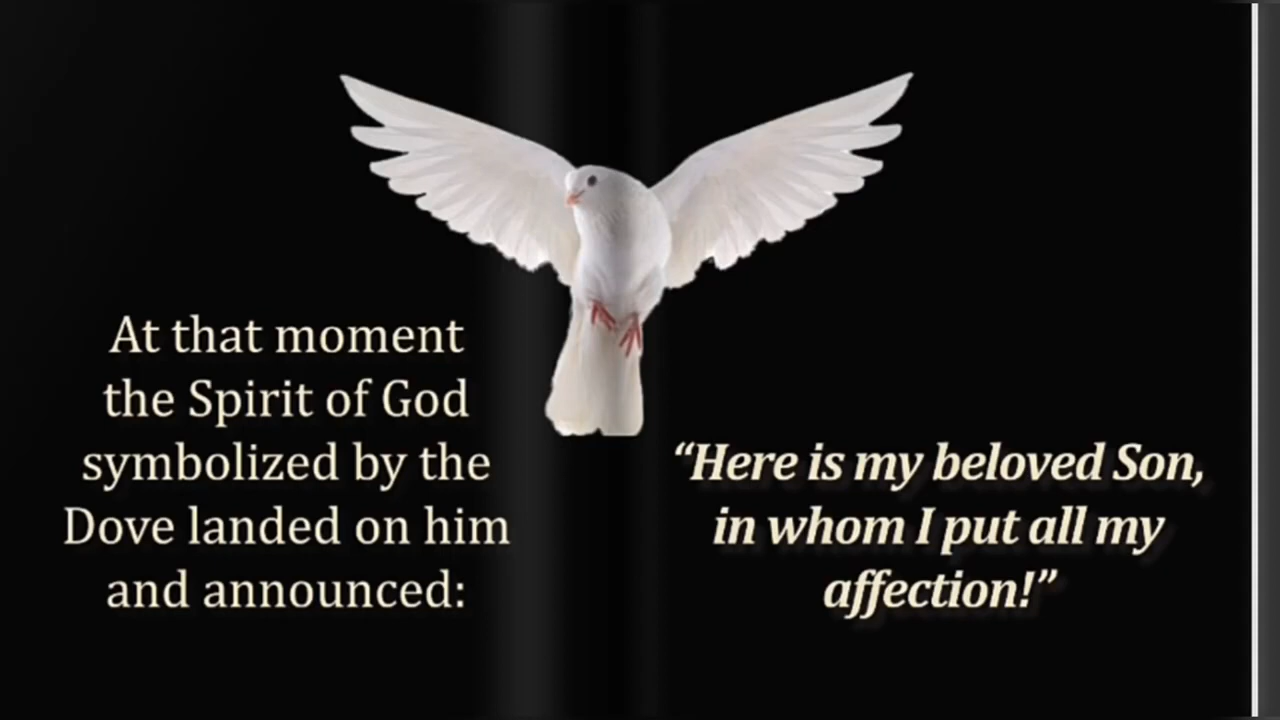 At that moment
the Spirit of God
symbolized by the
Dove landed on him
and announced:
“Here is my beloved Son,
in whom I put all my
affection!”